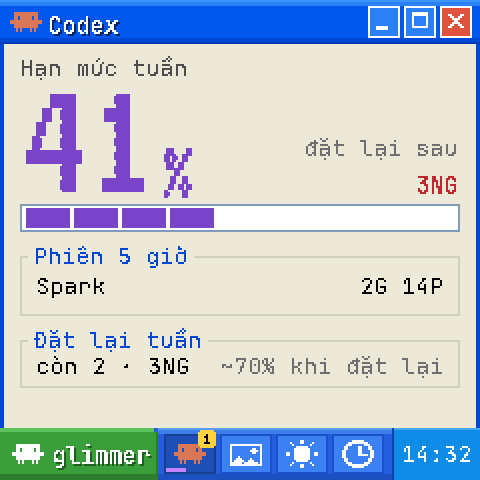 Codex
Hạn mức tuần
41%
đặt lại sau
3NG
Phiên 5 giờ
Spark 2G 14P
Đặt lại tuần
còn 2 · 3NG ~70% khi đặt lại
glimmer 1 14:32